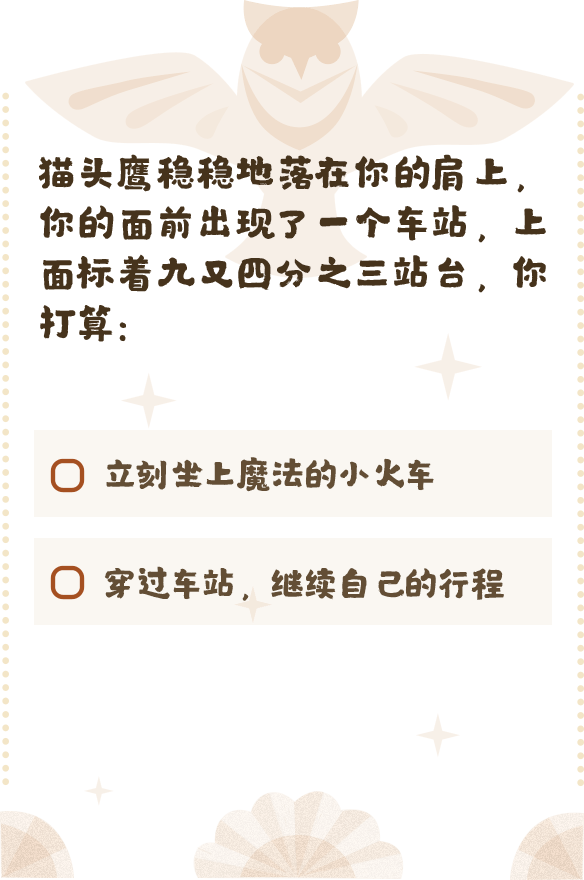 猫头鹰稳稳地落在你的肩上，
你的面前出现了一个车站，上
面标着九又四分之三站台，你
打算：
立刻坐上魔法的小火车
穿过车站，继续自己的行程